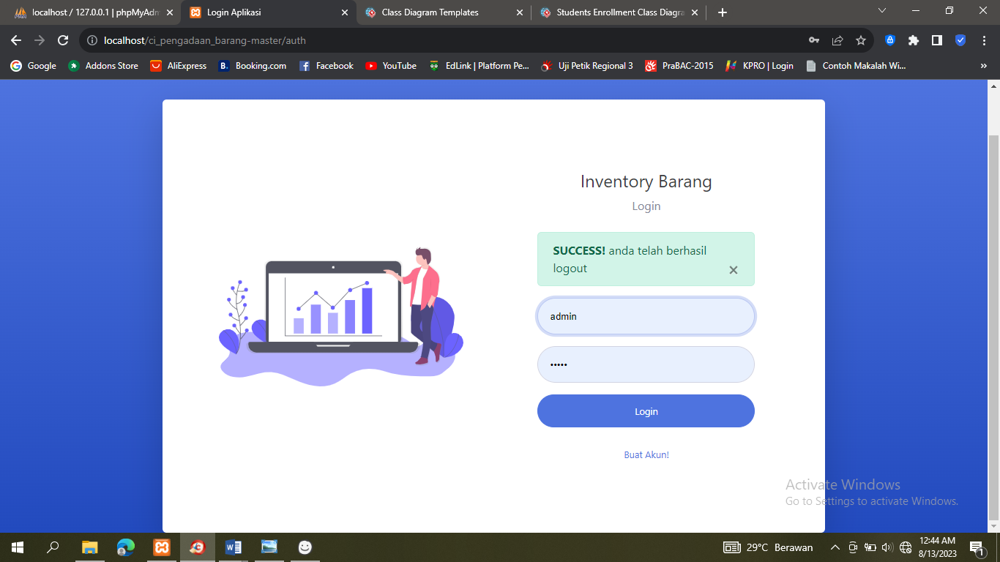 localhost / 127.0.0.1 | phpMyAdm
Login Aplikasi
Class Diagram Templates
Students Enrollment Class Diagra
localhost/ci_pengadaan_barang-master/auth
Google
Addons Store
AliExpress
Booking.com
Facebook
YouTube
EdLink | Platform Pe...
Uji Petik Regional 3
PraBAC-2015
KPRO | Login
Contoh Makalah Wi...
»
Inventory Barang
Login
SUCCESS! anda telah berhasil
logout
admin
•••••
Login
Buat Akun!
Activate Windows
Go to Settings to activate Windows.
29°C Berawan
12:44 AM
8/13/2023
1